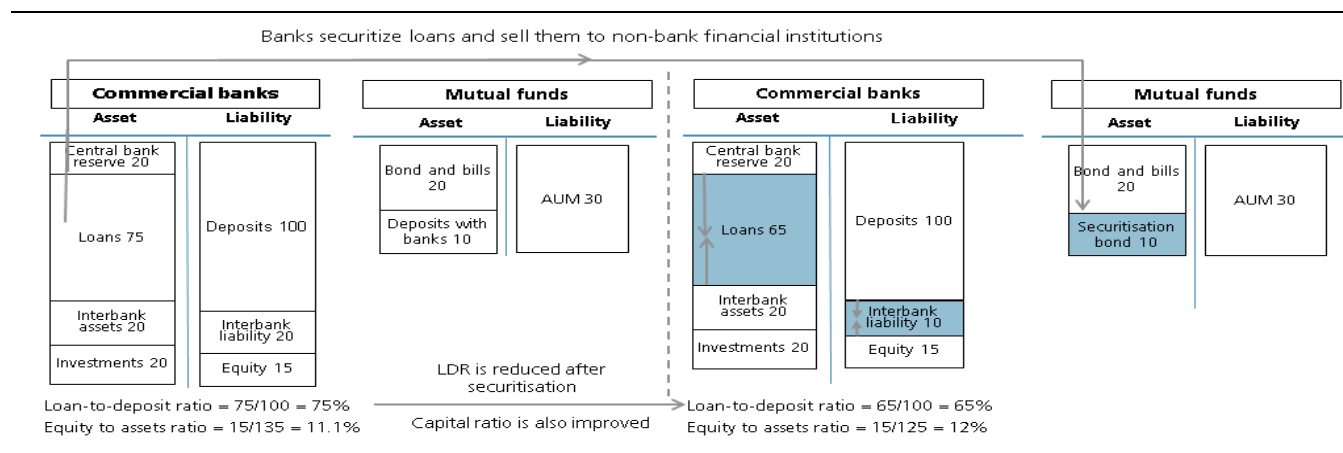 Banks securitize loans and sell them to non-bank financial institutions
Commercial banks
Asset
Liability
Central bank
reserve 20
Loans 75
Interbank
assets 20
Investments 20
Deposits 100
Interbank
liability 20
Equity 15
Mutual funds
Asset
Liability
Bond and bills
20
Deposits with
banks 10
AUM 30
Commercial banks
Asset
Liability
Central bank
reserve 20
Loans 65
Interbank
assets 20
Investments 20
Deposits 100
Interbank
liability 10
Equity 15
Mutual funds
Asset
Liability
Bond and bills
20
Securitisation
bond 10
AUM 30
Loan-to-deposit ratio = 75/100 = 75%
Equity to assets ratio = 15/135 = 11.1%
LDR is reduced after
securitisation
Capital ratio is also improved
Loan-to-deposit ratio = 65/100 = 65%
Equity to assets ratio = 15/125 = 12%